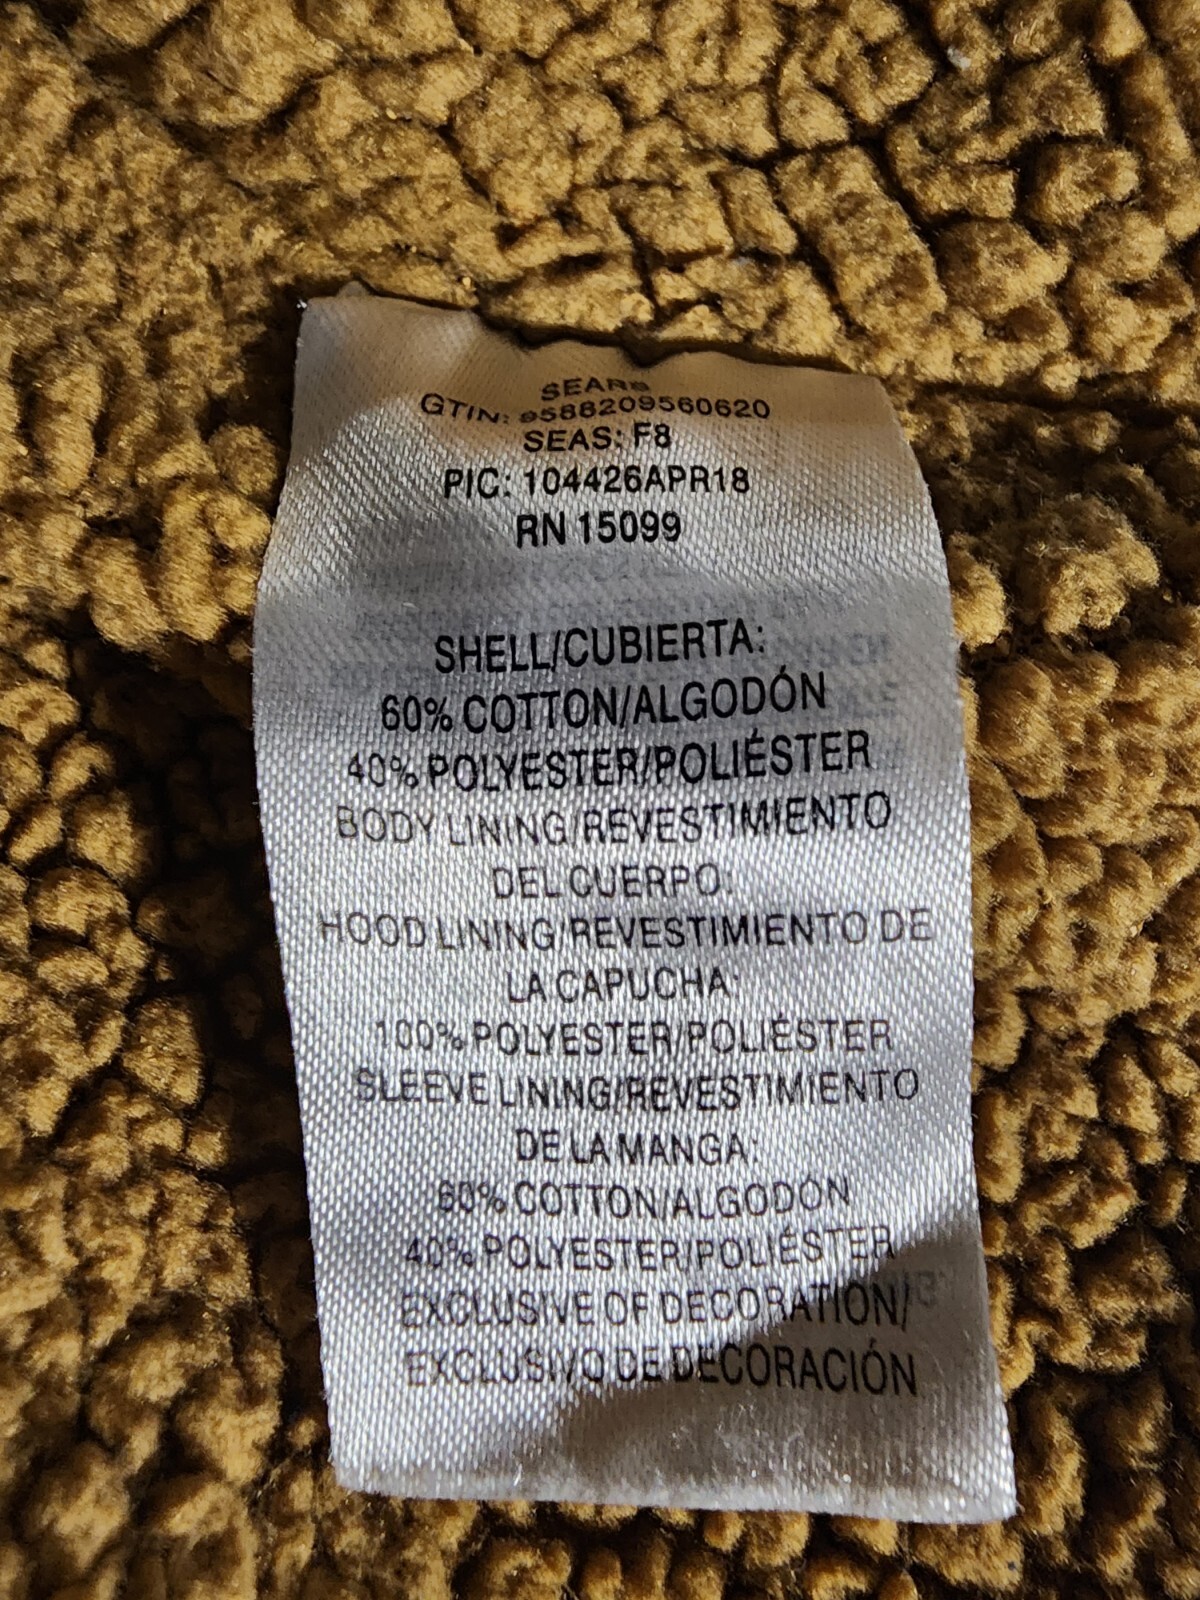 SEARS
GTIN: 9588209560620
SEAS: F8
PIC: 104426APR18
RN 15099
SHELL/CUBIERTA:
60% COTTON/ALGODÓN
40% POLYESTER/POLIÉSTER
BODY LINING/REVESTIMIENTO
DEL CUERPO:
HOOD LINING/REVESTIMIENTO DE
LA CAPUCHA:
100% POLYESTER/POLIÉSTER
SLEEVE LINING/REVESTIMIENTO
DE LA MANGA:
60% COTTON/ALGODÓN
40% POLYESTER/POLIÉSTER
EXCLUSIVE OF DECORATION/
EXCLUSIVO DE DECORACIÓN